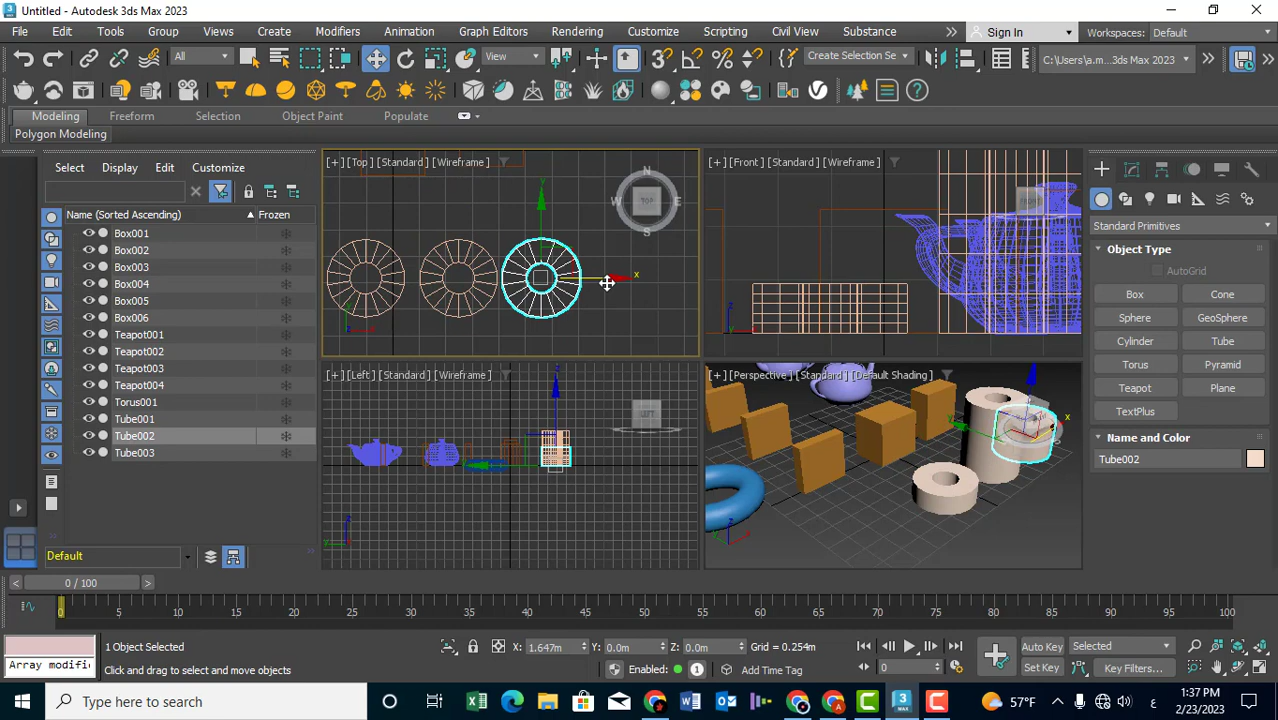 Untitled - Autodesk 3ds Max 2023
File Edit Tools Group Views Create Modifiers Animation Graph Editors Rendering Customize Scripting Civil View Substance Sign In Workspaces: Default
All View Create Selection Se C:\Users\a.m...3ds Max 2023
Modeling Freeform Selection Object Paint Populate
Polygon Modeling
Select Display Edit Customize
Name (Sorted Ascending) Frozen
Box001
Box002
Box003
Box004
Box005
Box006
Teapot001
Teapot002
Teapot003
Teapot004
Torus001
Tube001
Tube002
Tube003
Default
[+] [Top] [Standard] [Wireframe]
N
W TOP E
S
y
x
[+] [Front] [Standard] [Wireframe]
FRONT
[+] [Left] [Standard] [Wireframe]
LEFT
[+] [Perspective] [Standard] [Default Shading]
x
Standard Primitives
Object Type
AutoGrid
Box Cone
Sphere GeoSphere
Cylinder Tube
Torus Pyramid
Teapot Plane
TextPlus
Name and Color
Tube002
< 0 / 100 >
0 5 10 15 20 25 30 35 40 45 50 55 60 65 70 75 80 85 90 95 100
1 Object Selected X: 1.647m Y: 0.0m Z: 0.0m Grid = 0.254m Auto Key Selected
Array modifi Click and drag to select and move objects Enabled: 1 Add Time Tag 0 Set Key Key Filters...
Type here to search 57°F 1:37 PM
2/23/2023